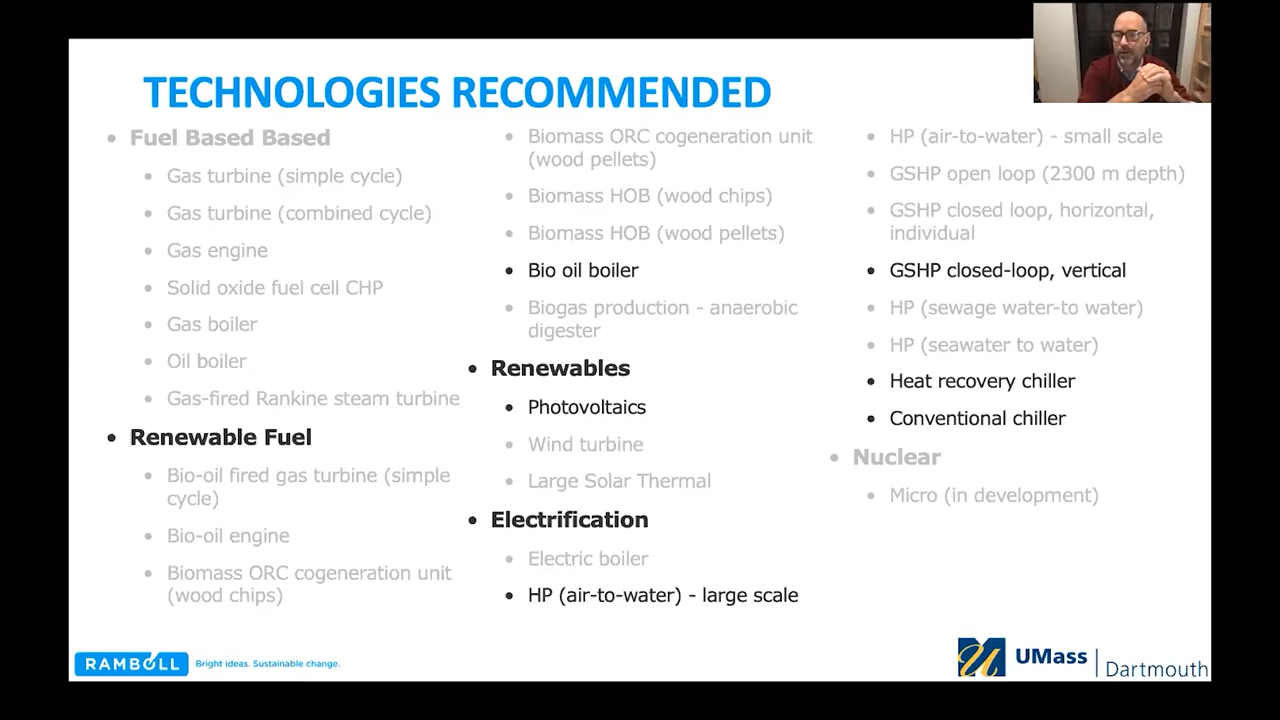 TECHNOLOGIES RECOMMENDED
• Fuel Based Based
• Gas turbine (simple cycle)
• Gas turbine (combined cycle)
• Gas engine
• Solid oxide fuel cell CHP
• Gas boiler
• Oil boiler
• Gas-fired Rankine steam turbine
• Renewable Fuel
• Bio-oil fired gas turbine (simple
cycle)
• Bio-oil engine
• Biomass ORC cogeneration unit
(wood chips)
• Biomass ORC cogeneration unit
(wood pellets)
• Biomass HOB (wood chips)
• Biomass HOB (wood pellets)
• Bio oil boiler
• Biogas production - anaerobic
digester
• Renewables
• Photovoltaics
• Wind turbine
• Large Solar Thermal
• Electrification
• Electric boiler
• HP (air-to-water) - large scale
• HP (air-to-water) - small scale
• GSHP open loop (2300 m depth)
• GSHP closed loop, horizontal,
individual
• GSHP closed-loop, vertical
• HP (sewage water-to water)
• HP (seawater to water)
• Heat recovery chiller
• Conventional chiller
• Nuclear
• Micro (in development)
RAMBOLL Bright ideas. Sustainable change.
UMass | Dartmouth